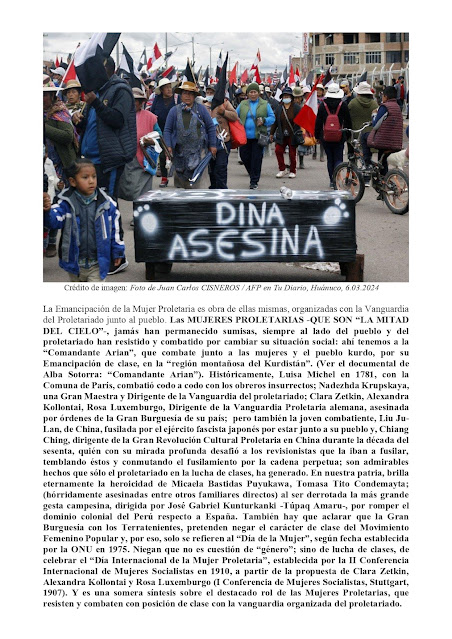 DINA
ASESINA
Crédito de imagen: Foto de Juan Carlos CISNEROS / AFP en Tu Diario, Huánuco, 6.03.2024
La Emancipación de la Mujer Proletaria es obra de ellas mismas, organizadas con la Vanguardia
del Proletariado junto al pueblo. Las MUJERES PROLETARIAS -QUE SON “LA MITAD
DEL CIELO”-, jamás han permanecido sumisas, siempre al lado del pueblo y del
proletariado han resistido y combatido por cambiar su situación social: ahí tenemos a la
“Comandante Arian”, que combate junto a las mujeres y el pueblo kurdo, por su
Emancipación de clase, en la “región montañosa del Kurdistán”. (Ver el documental de
Alba Sotorra: “Comandante Arian”). Históricamente, Luisa Michel en 1781, con la
Comuna de París, combatió codo a codo con los obreros insurrectos; Nadezhda Krupskaya,
una Gran Maestra y Dirigente de la Vanguardia del proletariado; Clara Zetkin, Alexandra
Kollontai, Rosa Luxemburgo, Dirigente de la Vanguardia Proletaria alemana, asesinada
por órdenes de la Gran Burguesía de su país; pero también la joven combatiente, Liu Ju-
Lan, de China, fusilada por el ejército fascista japonés por estar junto a su pueblo y, Chiang
Ching, dirigente de la Gran Revolución Cultural Proletaria en China durante la década del
sesenta, quién con su mirada profunda desafió a los revisionistas que la iban a fusilar,
temblando éstos y conmutando el fusilamiento por la cadena perpetua; son admirables
hechos que sólo el proletariado en la lucha de clases, ha generado. En nuestra patria, brilla
eternamente la heroicidad de Micaela Bastidas Puyukawa, Tomasa Tito Condemayta;
(hórridamente asesinadas entre otros familiares directos) al ser derrotada la más grande
gesta campesina, dirigida por José Gabriel Kunturkanki -Túpaq Amaru-, por romper el
dominio colonial del Perú respecto a España. También hay que aclarar que la Gran
Burguesía con los Terratenientes, pretenden negar el carácter de clase del Movimiento
Femenino Popular y, por eso, solo se refieren al “Día de la Mujer”, según fecha establecida
por la ONU en 1975. Niegan que no es cuestión de “género”; sino de lucha de clases, de
celebrar el “Día Internacional de la Mujer Proletaria”, establecida por la II Conferencia
Internacional de Mujeres Socialistas en 1910, a partir de la propuesta de Clara Zetkin,
Alexandra Kollontai y Rosa Luxemburgo (I Conferencia de Mujeres Socialistas, Stuttgart,
1907). Y es una somera síntesis sobre el destacado rol de las Mujeres Proletarias, que
resisten y combaten con posición de clase con la vanguardia organizada del proletariado.